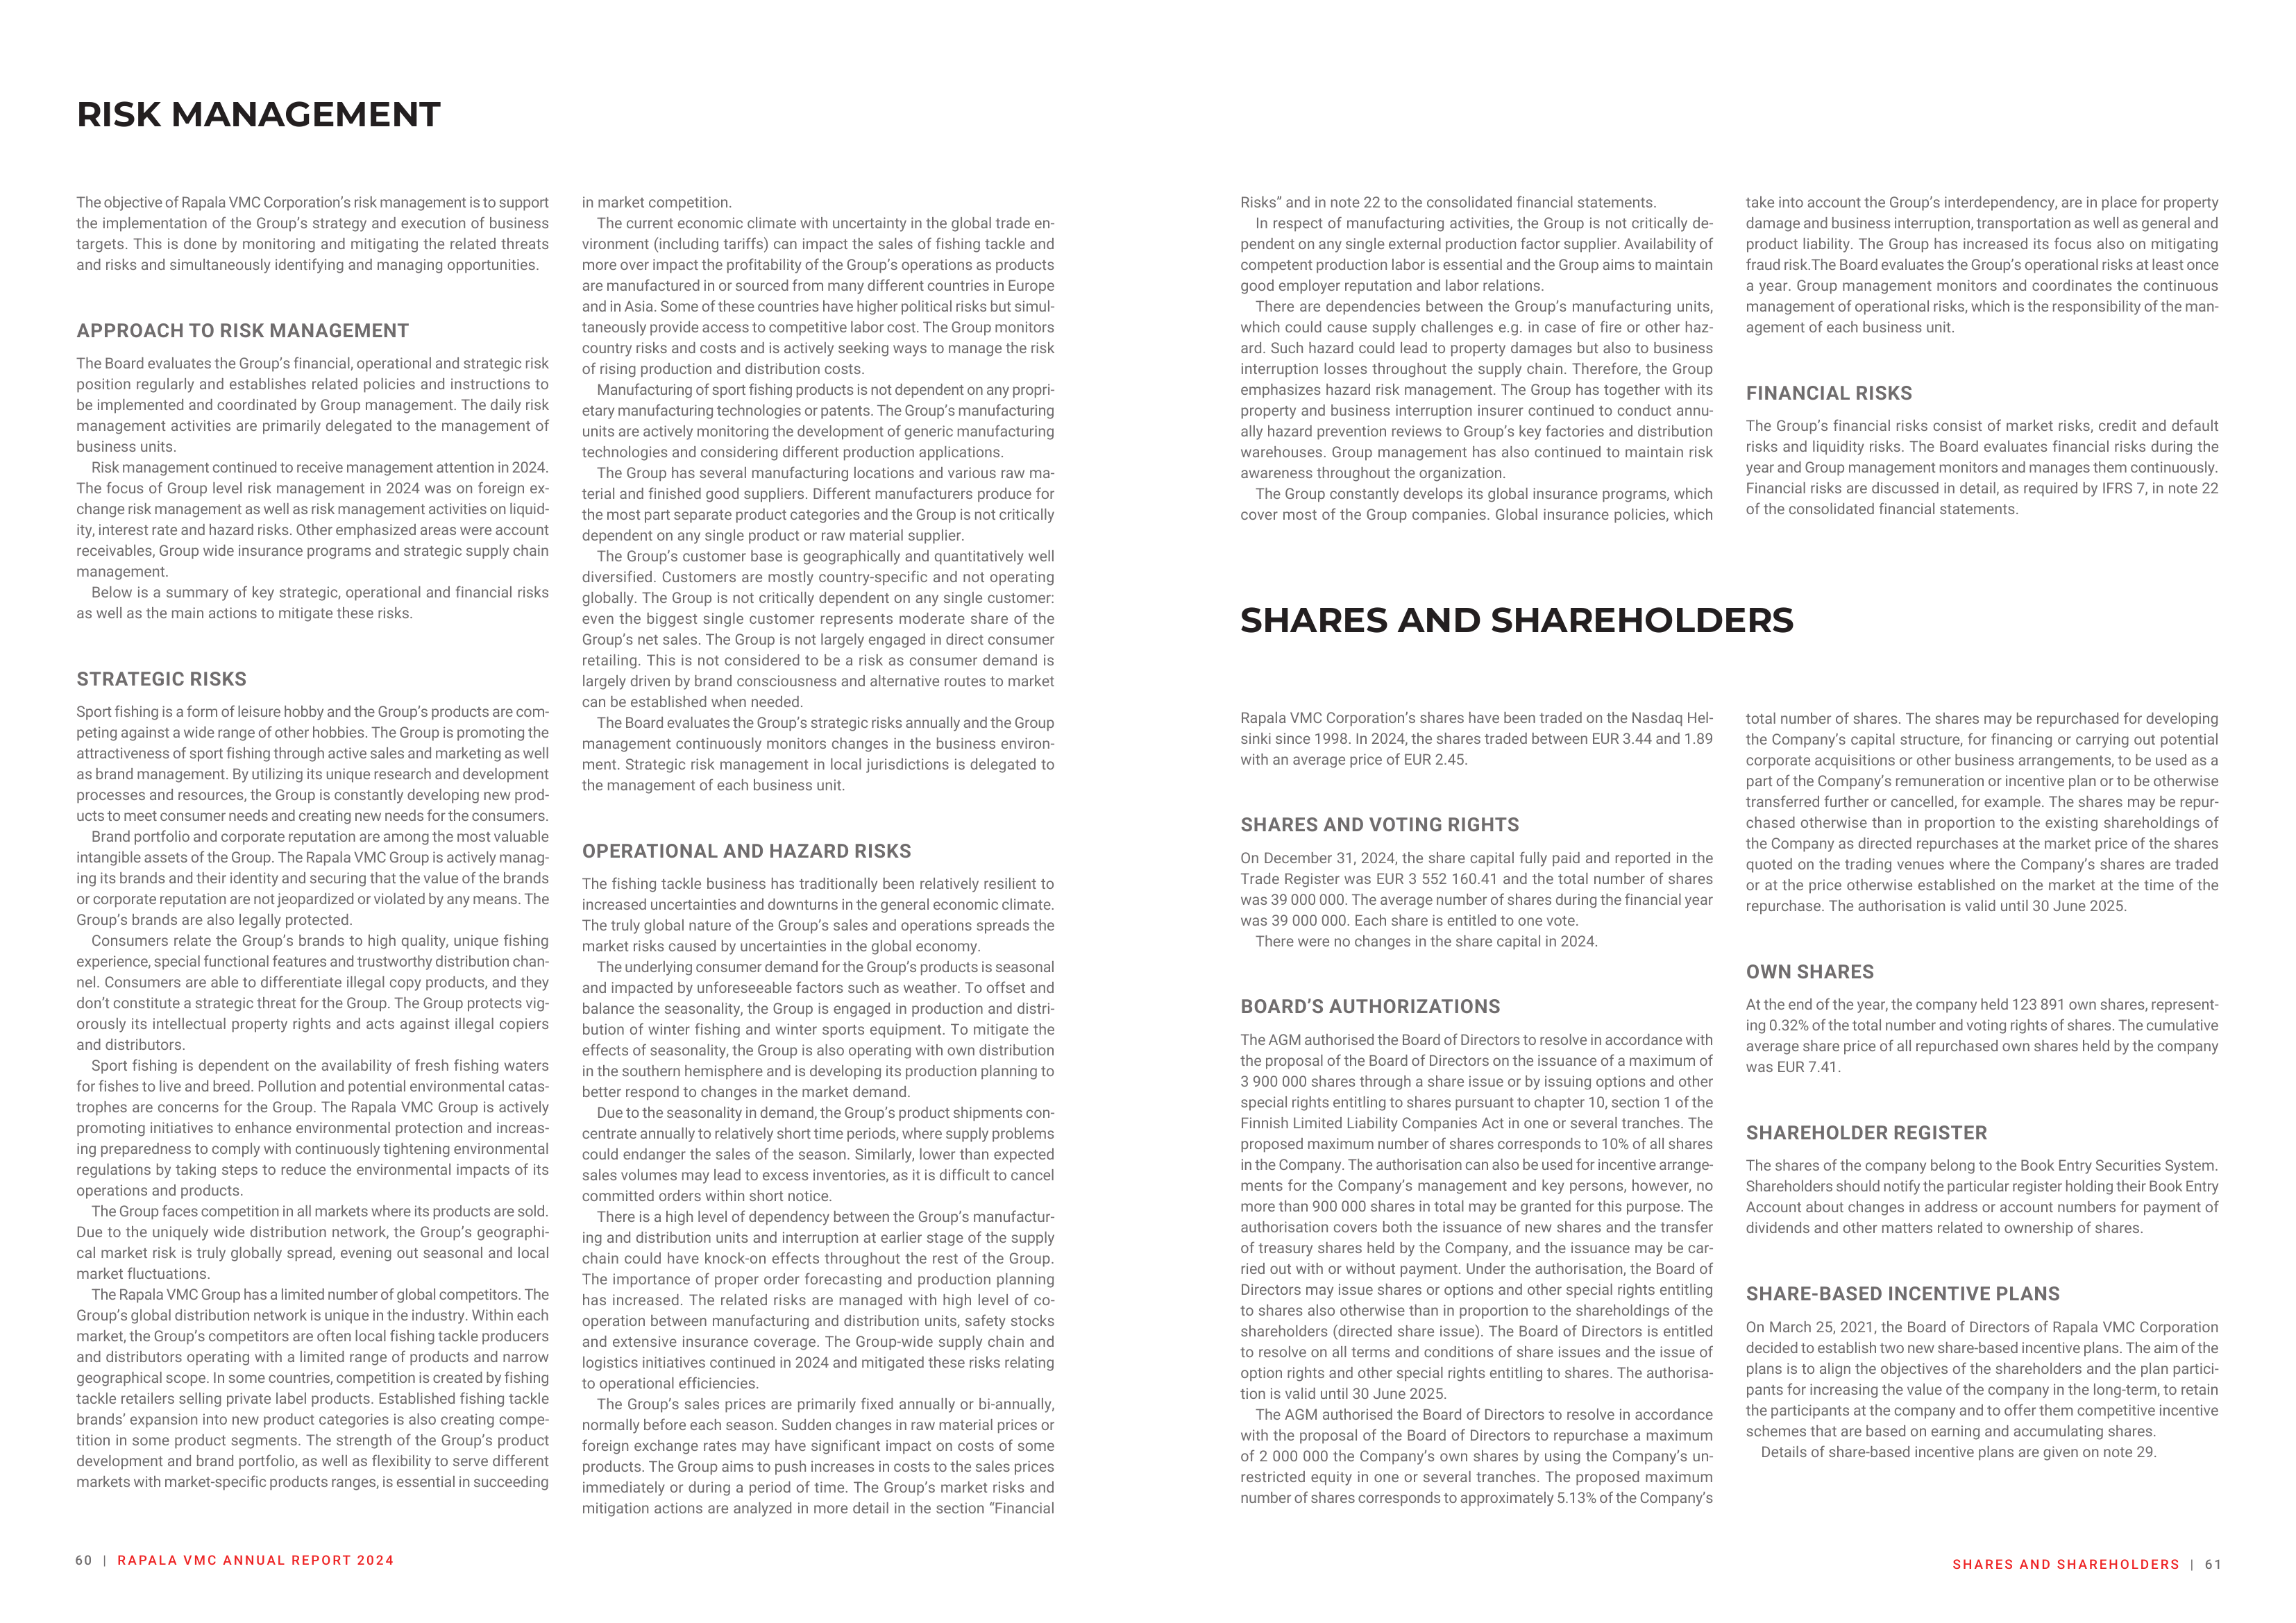 RISK MANAGEMENT
The objective of Rapala VMC Corporation’s risk management is to support
the implementation of the Group’s strategy and execution of business
targets. This is done by monitoring and mitigating the related threats
and risks and simultaneously identifying and managing opportunities.
APPROACH TO RISK MANAGEMENT
The Board evaluates the Group’s financial, operational and strategic risk
position regularly and establishes related policies and instructions to
be implemented and coordinated by Group management. The daily risk
management activities are primarily delegated to the management of
business units.
Risk management continued to receive management attention in 2024.
The focus of Group level risk management in 2024 was on foreign ex-
change risk management as well as risk management activities on liquid-
ity, interest rate and hazard risks. Other emphasized areas were account
receivables, Group wide insurance programs and strategic supply chain
management.
Below is a summary of key strategic, operational and financial risks
as well as the main actions to mitigate these risks.
STRATEGIC RISKS
Sport fishing is a form of leisure hobby and the Group’s products are com-
peting against a wide range of other hobbies. The Group is promoting the
attractiveness of sport fishing through active sales and marketing as well
as brand management. By utilizing its unique research and development
processes and resources, the Group is constantly developing new prod-
ucts to meet consumer needs and creating new needs for the consumers.
Brand portfolio and corporate reputation are among the most valuable
intangible assets of the Group. The Rapala VMC Group is actively manag-
ing its brands and their identity and securing that the value of the brands
or corporate reputation are not jeopardized or violated by any means. The
Group’s brands are also legally protected.
Consumers relate the Group’s brands to high quality, unique fishing
experience, special functional features and trustworthy distribution chan-
nel. Consumers are able to differentiate illegal copy products, and they
don’t constitute a strategic threat for the Group. The Group protects vig-
orously its intellectual property rights and acts against illegal copiers
and distributors.
Sport fishing is dependent on the availability of fresh fishing waters
for fishes to live and breed. Pollution and potential environmental catas-
trophes are concerns for the Group. The Rapala VMC Group is actively
promoting initiatives to enhance environmental protection and increas-
ing preparedness to comply with continuously tightening environmental
regulations by taking steps to reduce the environmental impacts of its
operations and products.
The Group faces competition in all markets where its products are sold.
Due to the uniquely wide distribution network, the Group’s geographi-
cal market risk is truly globally spread, evening out seasonal and local
market fluctuations.
The Rapala VMC Group has a limited number of global competitors. The
Group’s global distribution network is unique in the industry. Within each
market, the Group’s competitors are often local fishing tackle producers
and distributors operating with a limited range of products and narrow
geographical scope. In some countries, competition is created by fishing
tackle retailers selling private label products. Established fishing tackle
brands’ expansion into new product categories is also creating compe-
tition in some product segments. The strength of the Group’s product
development and brand portfolio, as well as flexibility to serve different
markets with market-specific products ranges, is essential in succeeding
in market competition.
The current economic climate with uncertainty in the global trade en-
vironment (including tariffs) can impact the sales of fishing tackle and
more over impact the profitability of the Group’s operations as products
are manufactured in or sourced from many different countries in Europe
and in Asia. Some of these countries have higher political risks but simul-
taneously provide access to competitive labor cost. The Group monitors
country risks and costs and is actively seeking ways to manage the risk
of rising production and distribution costs.
Manufacturing of sport fishing products is not dependent on any propri-
etary manufacturing technologies or patents. The Group’s manufacturing
units are actively monitoring the development of generic manufacturing
technologies and considering different production applications.
The Group has several manufacturing locations and various raw ma-
terial and finished good suppliers. Different manufacturers produce for
the most part separate product categories and the Group is not critically
dependent on any single product or raw material supplier.
The Group’s customer base is geographically and quantitatively well
diversified. Customers are mostly country-specific and not operating
globally. The Group is not critically dependent on any single customer:
even the biggest single customer represents moderate share of the
Group’s net sales. The Group is not largely engaged in direct consumer
retailing. This is not considered to be a risk as consumer demand is
largely driven by brand consciousness and alternative routes to market
can be established when needed.
The Board evaluates the Group’s strategic risks annually and the Group
management continuously monitors changes in the business environ-
ment. Strategic risk management in local jurisdictions is delegated to
the management of each business unit.
OPERATIONAL AND HAZARD RISKS
The fishing tackle business has traditionally been relatively resilient to
increased uncertainties and downturns in the general economic climate.
The truly global nature of the Group’s sales and operations spreads the
market risks caused by uncertainties in the global economy.
The underlying consumer demand for the Group’s products is seasonal
and impacted by unforeseeable factors such as weather. To offset and
balance the seasonality, the Group is engaged in production and distri-
bution of winter fishing and winter sports equipment. To mitigate the
effects of seasonality, the Group is also operating with own distribution
in the southern hemisphere and is developing its production planning to
better respond to changes in the market demand.
Due to the seasonality in demand, the Group’s product shipments con-
centrate annually to relatively short time periods, where supply problems
could endanger the sales of the season. Similarly, lower than expected
sales volumes may lead to excess inventories, as it is difficult to cancel
committed orders within short notice.
There is a high level of dependency between the Group’s manufactur-
ing and distribution units and interruption at earlier stage of the supply
chain could have knock-on effects throughout the rest of the Group.
The importance of proper order forecasting and production planning
has increased. The related risks are managed with high level of co-
operation between manufacturing and distribution units, safety stocks
and extensive insurance coverage. The Group-wide supply chain and
logistics initiatives continued in 2024 and mitigated these risks relating
to operational efficiencies.
The Group’s sales prices are primarily fixed annually or bi-annually,
normally before each season. Sudden changes in raw material prices or
foreign exchange rates may have significant impact on costs of some
products. The Group aims to push increases in costs to the sales prices
immediately or during a period of time. The Group’s market risks and
mitigation actions are analyzed in more detail in the section “Financial
60 | RAPALA VMC ANNUAL REPORT 2024
Risks” and in note 22 to the consolidated financial statements.
In respect of manufacturing activities, the Group is not critically de-
pendent on any single external production factor supplier. Availability of
competent production labor is essential and the Group aims to maintain
good employer reputation and labor relations.
There are dependencies between the Group’s manufacturing units,
which could cause supply challenges e.g. in case of fire or other haz-
ard. Such hazard could lead to property damages but also to business
interruption losses throughout the supply chain. Therefore, the Group
emphasizes hazard risk management. The Group has together with its
property and business interruption insurer continued to conduct annu-
ally hazard prevention reviews to Group’s key factories and distribution
warehouses. Group management has also continued to maintain risk
awareness throughout the organization.
The Group constantly develops its global insurance programs, which
cover most of the Group companies. Global insurance policies, which
take into account the Group’s interdependency, are in place for property
damage and business interruption, transportation as well as general and
product liability. The Group has increased its focus also on mitigating
fraud risk.The Board evaluates the Group’s operational risks at least once
a year. Group management monitors and coordinates the continuous
management of operational risks, which is the responsibility of the man-
agement of each business unit.
FINANCIAL RISKS
The Group’s financial risks consist of market risks, credit and default
risks and liquidity risks. The Board evaluates financial risks during the
year and Group management monitors and manages them continuously.
Financial risks are discussed in detail, as required by IFRS 7, in note 22
of the consolidated financial statements.
SHARES AND SHAREHOLDERS
Rapala VMC Corporation’s shares have been traded on the Nasdaq Hel-
sinki since 1998. In 2024, the shares traded between EUR 3.44 and 1.89
with an average price of EUR 2.45.
SHARES AND VOTING RIGHTS
On December 31, 2024, the share capital fully paid and reported in the
Trade Register was EUR 3 552 160.41 and the total number of shares
was 39 000 000. The average number of shares during the financial year
was 39 000 000. Each share is entitled to one vote.
There were no changes in the share capital in 2024.
BOARD’S AUTHORIZATIONS
The AGM authorised the Board of Directors to resolve in accordance with
the proposal of the Board of Directors on the issuance of a maximum of
3 900 000 shares through a share issue or by issuing options and other
special rights entitling to shares pursuant to chapter 10, section 1 of the
Finnish Limited Liability Companies Act in one or several tranches. The
proposed maximum number of shares corresponds to 10% of all shares
in the Company. The authorisation can also be used for incentive arrange-
ments for the Company’s management and key persons, however, no
more than 900 000 shares in total may be granted for this purpose. The
authorisation covers both the issuance of new shares and the transfer
of treasury shares held by the Company, and the issuance may be car-
ried out with or without payment. Under the authorisation, the Board of
Directors may issue shares or options and other special rights entitling
to shares also otherwise than in proportion to the shareholdings of the
shareholders (directed share issue). The Board of Directors is entitled
to resolve on all terms and conditions of share issues and the issue of
option rights and other special rights entitling to shares. The authorisa-
tion is valid until 30 June 2025.
The AGM authorised the Board of Directors to resolve in accordance
with the proposal of the Board of Directors to repurchase a maximum
of 2 000 000 the Company’s own shares by using the Company’s un-
restricted equity in one or several tranches. The proposed maximum
number of shares corresponds to approximately 5.13% of the Company’s
total number of shares. The shares may be repurchased for developing
the Company’s capital structure, for financing or carrying out potential
corporate acquisitions or other business arrangements, to be used as a
part of the Company’s remuneration or incentive plan or to be otherwise
transferred further or cancelled, for example. The shares may be repur-
chased otherwise than in proportion to the existing shareholdings of
the Company as directed repurchases at the market price of the shares
quoted on the trading venues where the Company’s shares are traded
or at the price otherwise established on the market at the time of the
repurchase. The authorisation is valid until 30 June 2025.
OWN SHARES
At the end of the year, the company held 123 891 own shares, represent-
ing 0.32% of the total number and voting rights of shares. The cumulative
average share price of all repurchased own shares held by the company
was EUR 7.41.
SHAREHOLDER REGISTER
The shares of the company belong to the Book Entry Securities System.
Shareholders should notify the particular register holding their Book Entry
Account about changes in address or account numbers for payment of
dividends and other matters related to ownership of shares.
SHARE-BASED INCENTIVE PLANS
On March 25, 2021, the Board of Directors of Rapala VMC Corporation
decided to establish two new share-based incentive plans. The aim of the
plans is to align the objectives of the shareholders and the plan partici-
pants for increasing the value of the company in the long-term, to retain
the participants at the company and to offer them competitive incentive
schemes that are based on earning and accumulating shares.
Details of share-based incentive plans are given on note 29.
SHARES AND SHAREHOLDERS | 61